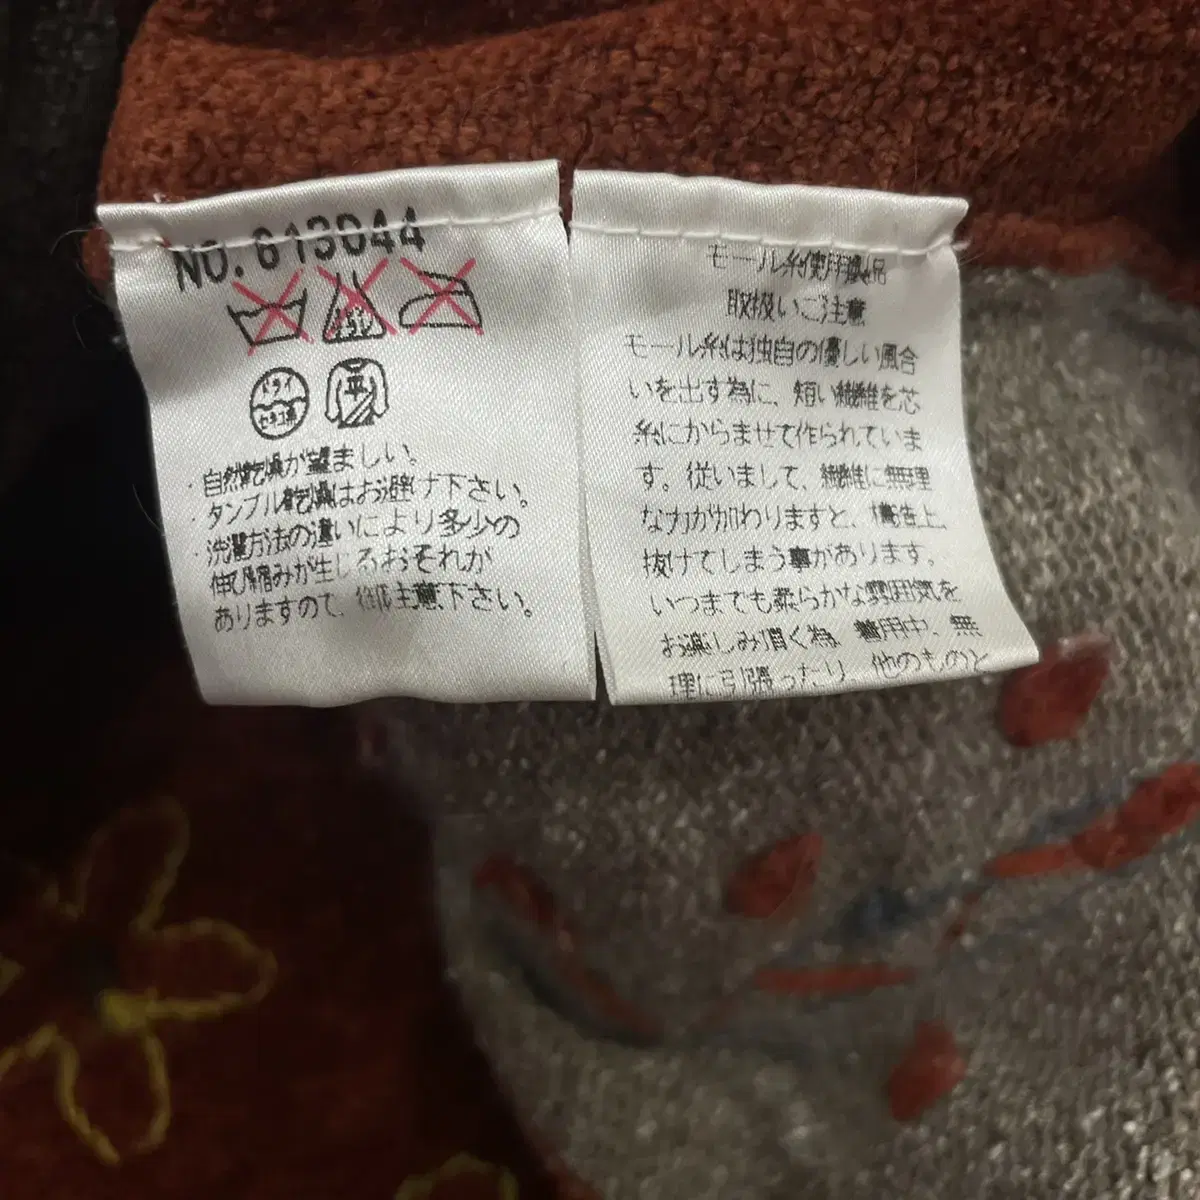 NO. 613044
ドライ
セキユ系
平
・自然乾燥が望ましい。
・タンブル乾燥はお避け下さい。
・洗濯方法の違いにより多少の
伸び縮みが生じるおそれが
ありますので、御注意下さい。
モール糸使用製品
取扱いご注意
モール糸は独自の優しい風合
いを出す為に、短い繊維を芯
糸にからませて作られていま
す。従いまして、繊維に無理
な力が加わりますと、構造上、
抜けてしまう事があります。
いつまでも柔らかな雰囲気を
お楽しみ頂く為、着用中、無
理に引張ったり、他のものと